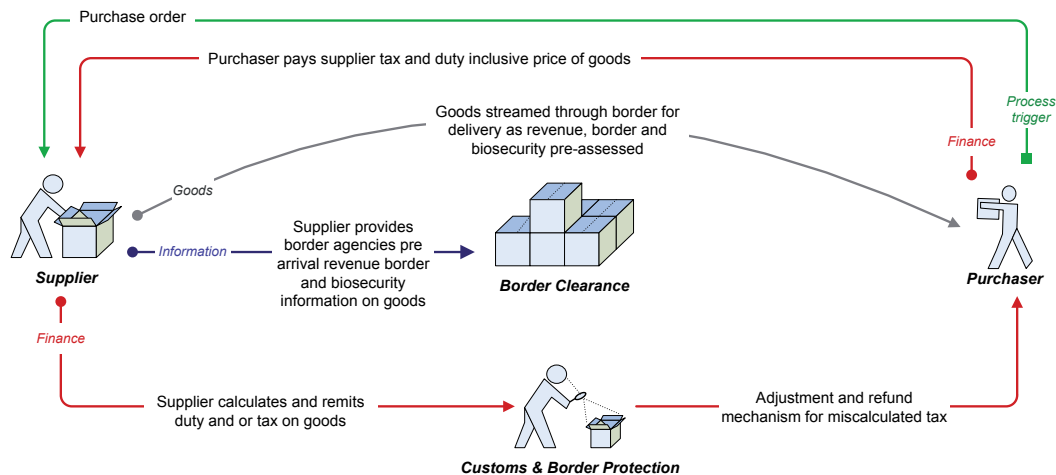 Purchase order
Purchaser pays supplier tax and duty inclusive price of goods
Goods streamed through border for
delivery as revenue, border and
biosecurity pre-assessed
Process
trigger
Finance
Goods
Information
Supplier provides
border agencies pre
arrival revenue border
and biosecurity
information on goods
Supplier
Border Clearance
Purchaser
Finance
Supplier calculates and remits
duty and or tax on goods
Adjustment and refund
mechanism for miscalculated tax
Customs & Border Protection